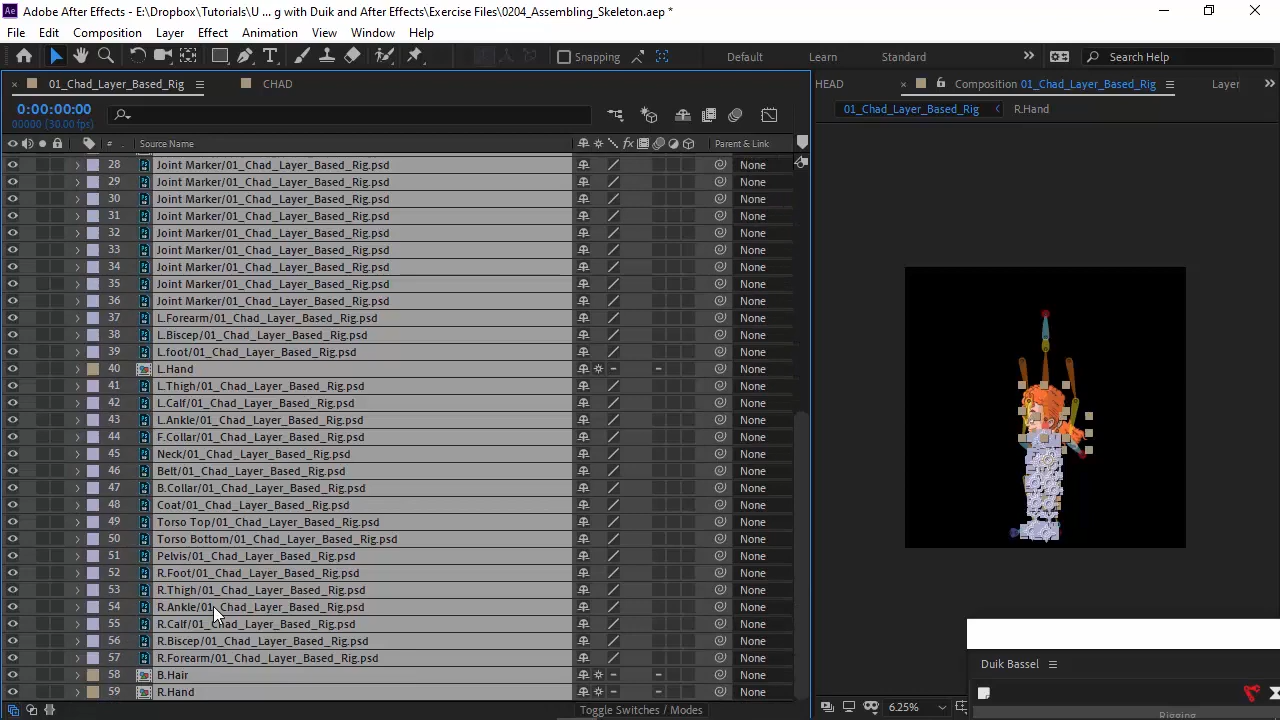 Adobe After Effects - E:\Dropbox\Tutorials\U ... g with Duik and After Effects\Exercise Files\0204_Assembling_Skeleton.aep *
File Edit Composition Layer Effect Animation View Window Help
Snapping Default Learn Standard Search Help
01_Chad_Layer_Based_Rig CHAD HEAD Composition 01_Chad_Layer_Based_Rig Layer
0:00:00:00
00000 (30.00 fps)
01_Chad_Layer_Based_Rig R.Hand
# Source Name fx Parent & Link
28 Joint Marker/01_Chad_Layer_Based_Rig.psd None
29 Joint Marker/01_Chad_Layer_Based_Rig.psd None
30 Joint Marker/01_Chad_Layer_Based_Rig.psd None
31 Joint Marker/01_Chad_Layer_Based_Rig.psd None
32 Joint Marker/01_Chad_Layer_Based_Rig.psd None
33 Joint Marker/01_Chad_Layer_Based_Rig.psd None
34 Joint Marker/01_Chad_Layer_Based_Rig.psd None
35 Joint Marker/01_Chad_Layer_Based_Rig.psd None
36 Joint Marker/01_Chad_Layer_Based_Rig.psd None
37 L.Forearm/01_Chad_Layer_Based_Rig.psd None
38 L.Biscep/01_Chad_Layer_Based_Rig.psd None
39 L.foot/01_Chad_Layer_Based_Rig.psd None
40 L.Hand None
41 L.Thigh/01_Chad_Layer_Based_Rig.psd None
42 L.Calf/01_Chad_Layer_Based_Rig.psd None
43 L.Ankle/01_Chad_Layer_Based_Rig.psd None
44 F.Collar/01_Chad_Layer_Based_Rig.psd None
45 Neck/01_Chad_Layer_Based_Rig.psd None
46 Belt/01_Chad_Layer_Based_Rig.psd None
47 B.Collar/01_Chad_Layer_Based_Rig.psd None
48 Coat/01_Chad_Layer_Based_Rig.psd None
49 Torso Top/01_Chad_Layer_Based_Rig.psd None
50 Torso Bottom/01_Chad_Layer_Based_Rig.psd None
51 Pelvis/01_Chad_Layer_Based_Rig.psd None
52 R.Foot/01_Chad_Layer_Based_Rig.psd None
53 R.Thigh/01_Chad_Layer_Based_Rig.psd None
54 R.Ankle/01_Chad_Layer_Based_Rig.psd None
55 R.Calf/01_Chad_Layer_Based_Rig.psd None
56 R.Biscep/01_Chad_Layer_Based_Rig.psd None
57 R.Forearm/01_Chad_Layer_Based_Rig.psd None
58 B.Hair None
59 R.Hand None
Toggle Switches / Modes
6.25%
Duik Bassel
Rigging